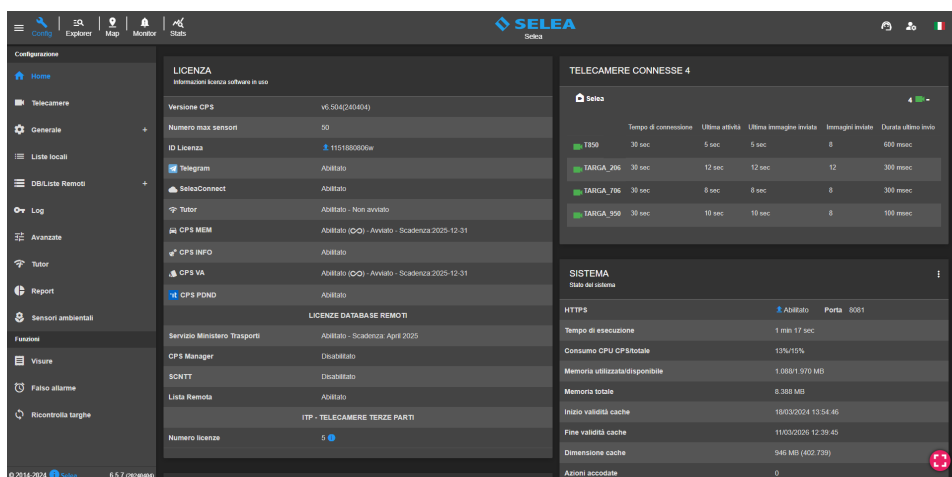 Config
Explorer
Map
Monitor
Stats
SELEA
Selea
Configurazione
Home
Telecamere
Generale +
Liste locali
DB/Liste Remoti +
Log
Avanzate
Tutor
Report
Sensori ambientali
Funzioni
Visure
Falso allarme
Ricontrolla targhe
© 2014-2024 Selea 6.5.7 (20240404)
LICENZA
Informazioni licenza software in uso
Versione CPS v6.504(240404)
Numero max sensori 50
ID Licenza 1151880806w
Telegram Abilitato
SeleaConnect Abilitato
Tutor Abilitato - Non avviato
CPS MEM Abilitato (∞) - Avviato - Scadenza:2025-12-31
CPS INFO Abilitato
CPS VA Abilitato (∞) - Avviato - Scadenza:2025-12-31
CPS PDND Abilitato
LICENZE DATABASE REMOTI
Servizio Ministero Trasporti Abilitato - Scadenza: April 2025
CPS Manager Disabilitato
SCNTT Disabilitato
Lista Remota Abilitato
ITP - TELECAMERE TERZE PARTI
Numero licenze 5
TELECAMERE CONNESSE 4
Selea 4 -
Tempo di connessione Ultima attività Ultima immagine inviata Immagini inviate Durata ultimo invio
T850 30 sec 5 sec 5 sec 8 600 msec
TARGA_206 30 sec 12 sec 12 sec 12 300 msec
TARGA_706 30 sec 8 sec 8 sec 8 300 msec
TARGA_950 30 sec 10 sec 10 sec 8 100 msec
SISTEMA
Stato del sistema
HTTPS Abilitato Porta 8081
Tempo di esecuzione 1 min 17 sec
Consumo CPU CPS/totale 13%/15%
Memoria utilizzata/disponibile 1.088/1.970 MB
Memoria totale 8.388 MB
Inizio validità cache 18/03/2024 13:54:46
Fine validità cache 11/03/2026 12:39:45
Dimensione cache 946 MB (402.739)
Azioni accodate 0